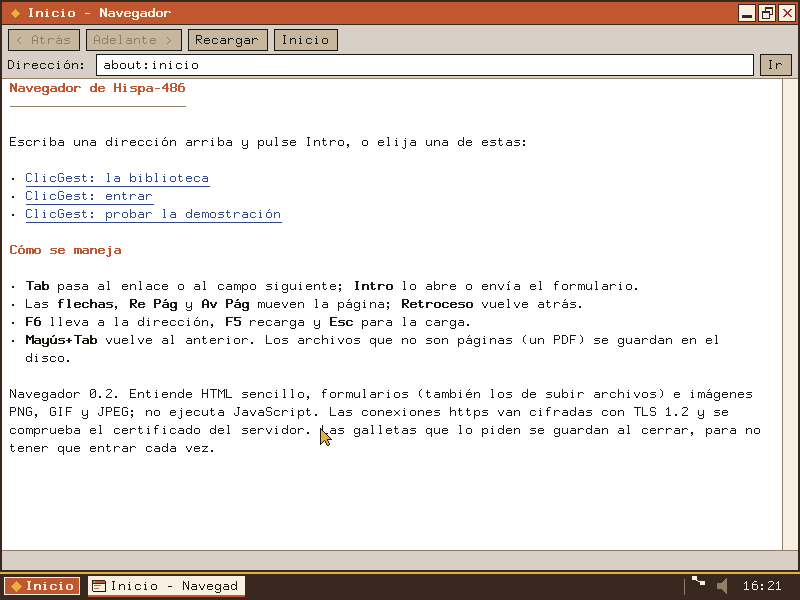 Inicio - Navegador
< Atrás Adelante > Recargar Inicio
Dirección: about:inicio Ir
Navegador de Hispa-486
Escriba una dirección arriba y pulse Intro, o elija una de estas:
· ClicGest: la biblioteca
· ClicGest: entrar
· ClicGest: probar la demostración
Cómo se maneja
· Tab pasa al enlace o al campo siguiente; Intro lo abre o envía el formulario.
· Las flechas, Re Pág y Av Pág mueven la página; Retroceso vuelve atrás.
· F6 lleva a la dirección, F5 recarga y Esc para la carga.
· Mayús+Tab vuelve al anterior. Los archivos que no son páginas (un PDF) se guardan en el
disco.
Navegador 0.2. Entiende HTML sencillo, formularios (también los de subir archivos) e imágenes
PNG, GIF y JPEG; no ejecuta JavaScript. Las conexiones https van cifradas con TLS 1.2 y se
comprueba el certificado del servidor. Las galletas que lo piden se guardan al cerrar, para no
tener que entrar cada vez.
Inicio Inicio - Navegad 16:21